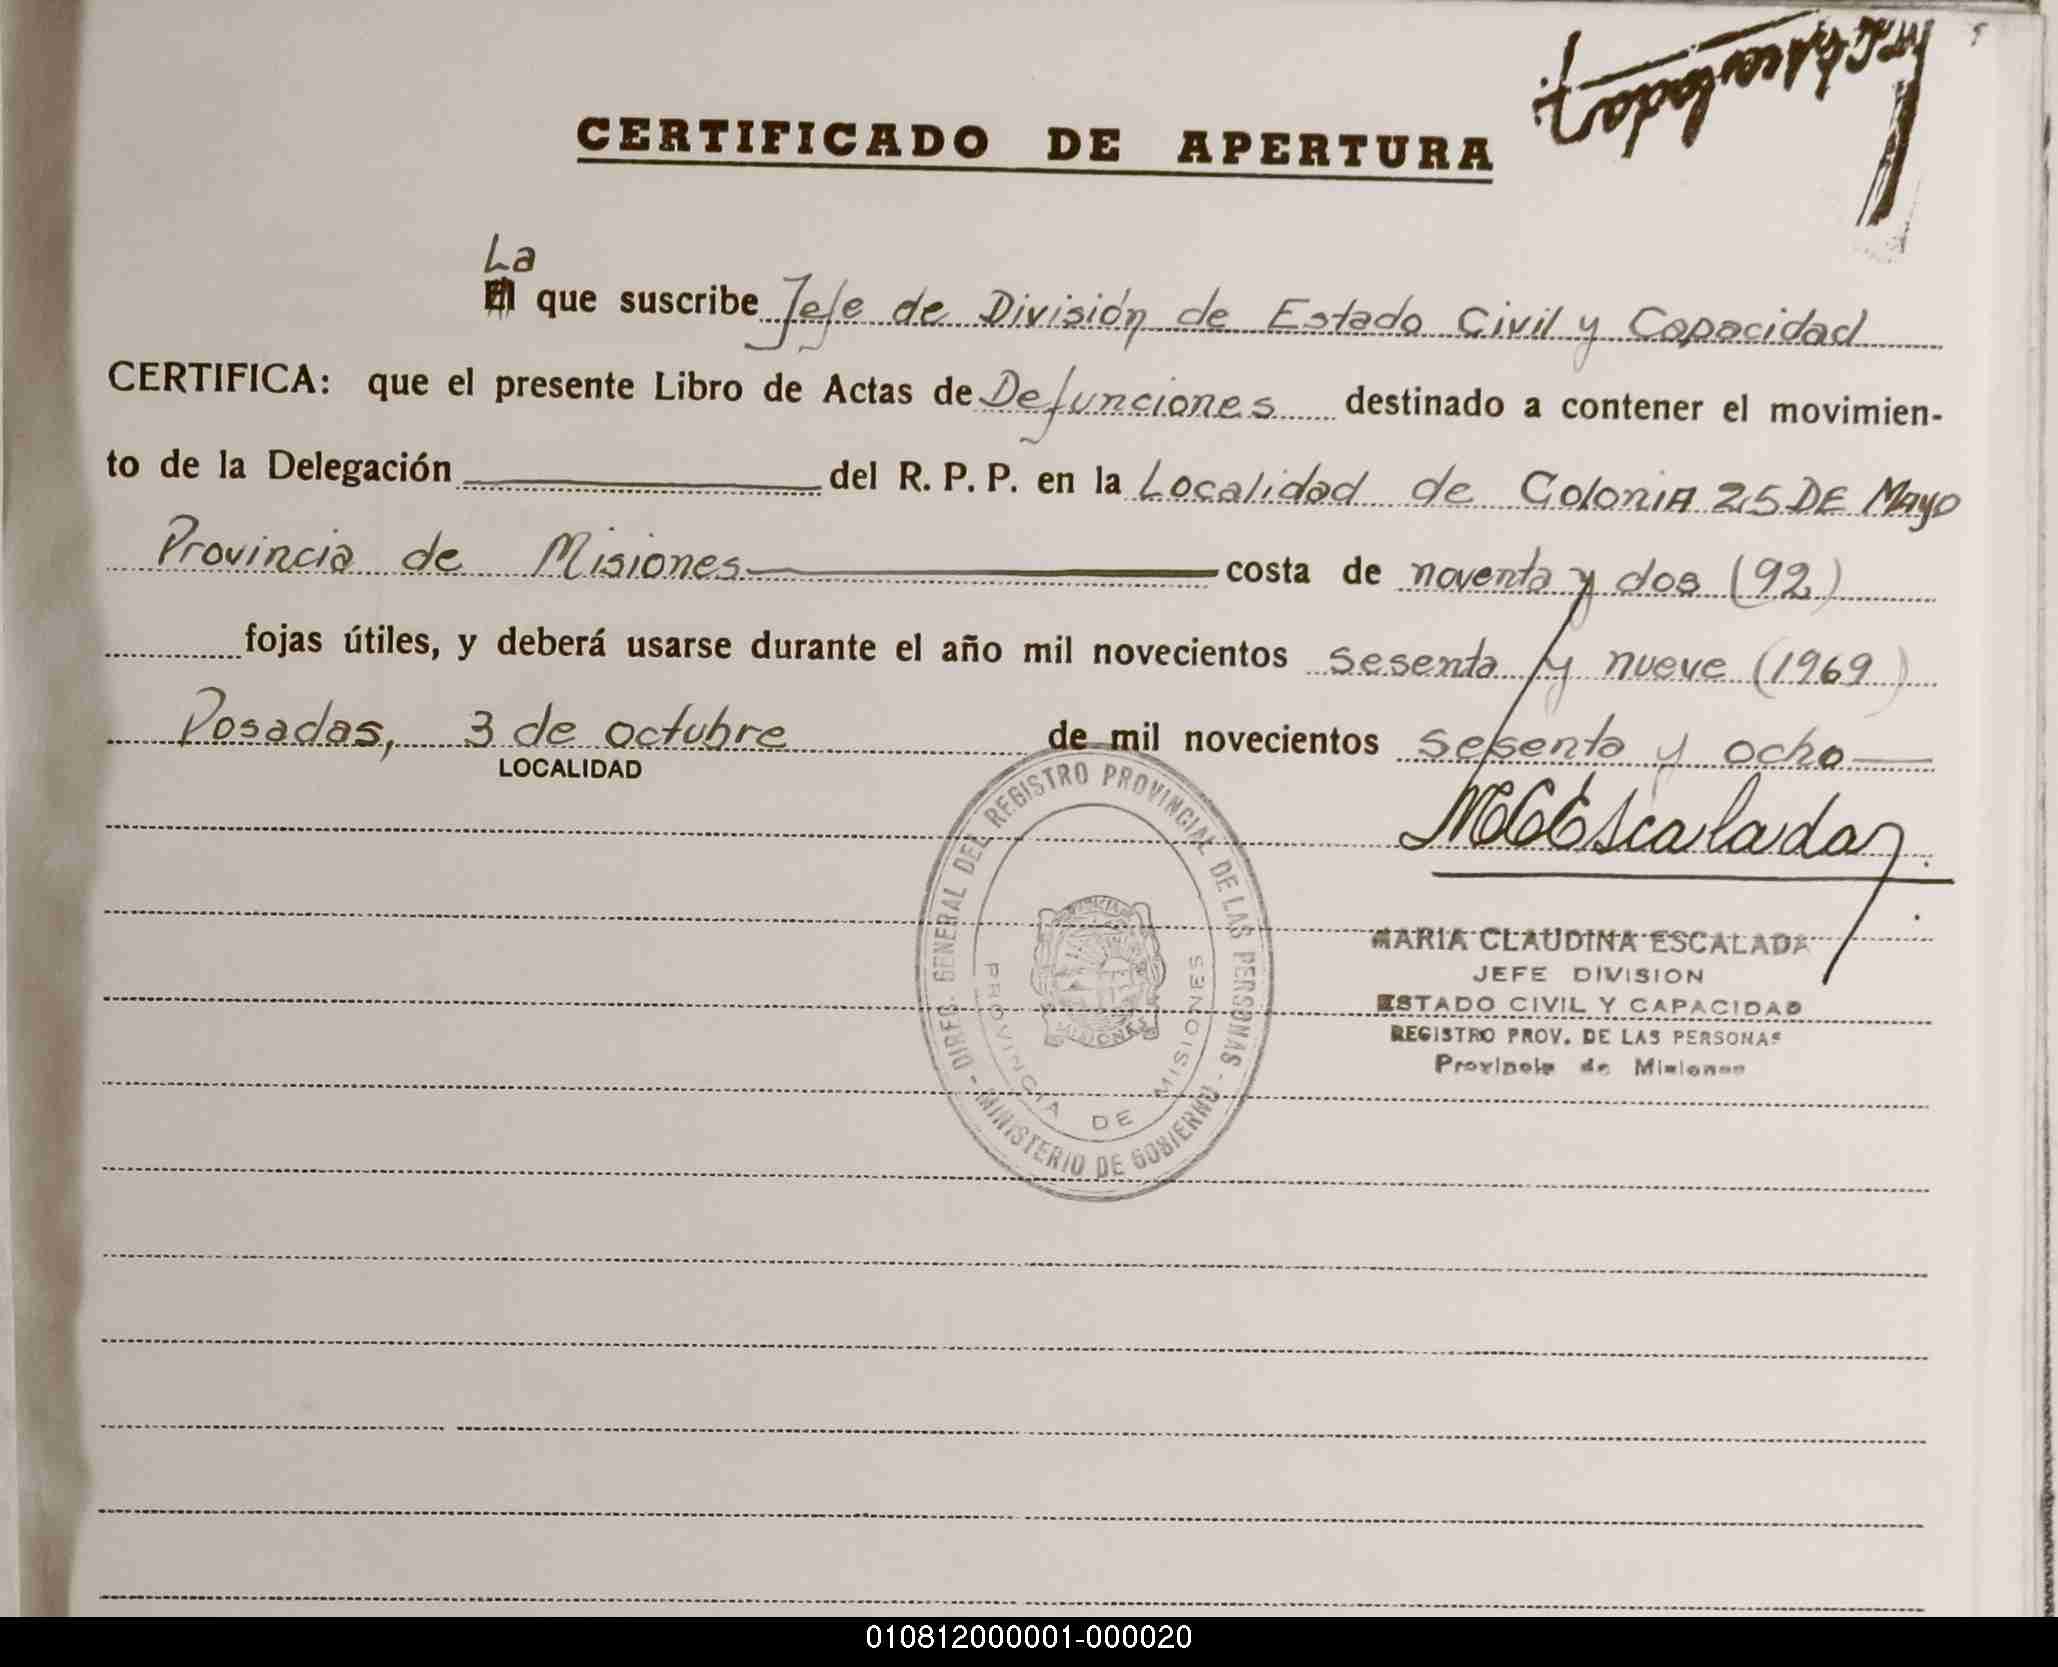 CERTIFICADO DE APERTURA
La
El que suscribe Jefe de División de Estado Civil y Capacidad
CERTIFICA: que el presente Libro de Actas de Defunciones destinado a contener el movimien-
to de la Delegación del R. P. P. en la Localidad de Colonia 25 DE Mayo
Provincia de Misiones costa de noventa y dos (92)
fojas útiles, y deberá usarse durante el año mil novecientos sesenta y nueve (1969)
Posadas, 3 de octubre de mil novecientos sesenta y ocho
LOCALIDAD
MCEscalada
MARIA CLAUDINA ESCALADA
JEFE DIVISION
ESTADO CIVIL Y CAPACIDAD
REGISTRO PROV. DE LAS PERSONAS
Provincia de Misiones
DIREC. GENERAL DEL REGISTRO PROVINCIAL DE LAS PERSONAS - MINISTERIO DE GOBIERNO -
PROVINCIA DE MISIONES
MISIONES
010812000001-000020